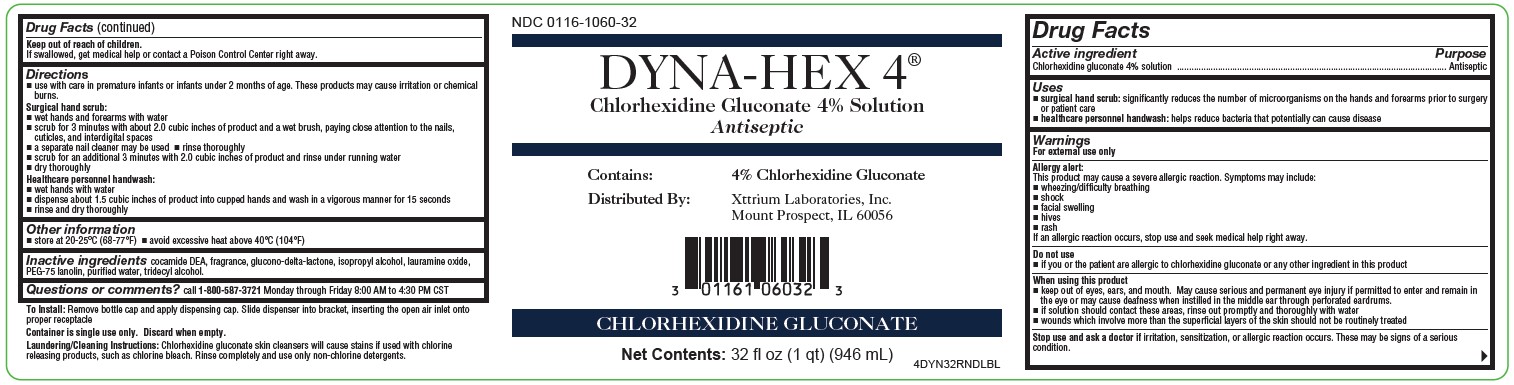 Drug Facts (continued)
Keep out of reach of children.
If swallowed, get medical help or contact a Poison Control Center right away.
Directions
■ use with care in premature infants or infants under 2 months of age. These products may cause irritation or chemical
burns.
Surgical hand scrub:
■ wet hands and forearms with water
■ scrub for 3 minutes with about 2.0 cubic inches of product and a wet brush, paying close attention to the nails,
cuticles, and interdigital spaces
■ a separate nail cleaner may be used ■ rinse thoroughly
■ scrub for an additional 3 minutes with 2.0 cubic inches of product and rinse under running water
■ dry thoroughly
Healthcare personnel handwash:
■ wet hands with water
■ dispense about 1.5 cubic inches of product into cupped hands and wash in a vigorous manner for 15 seconds
■ rinse and dry thoroughly
Other information
■ store at 20-25ºC (68-77ºF) ■ avoid excessive heat above 40ºC (104ºF)
Inactive ingredients cocamide DEA, fragrance, glucono-delta-lactone, isopropyl alcohol, lauramine oxide,
PEG-75 lanolin, purified water, tridecyl alcohol.
Questions or comments? call 1-800-587-3721 Monday through Friday 8:00 AM to 4:30 PM CST
To Install: Remove bottle cap and apply dispensing cap. Slide dispenser into bracket, inserting the open air inlet onto
proper receptacle
Container is single use only. Discard when empty.
Laundering/Cleaning Instructions: Chlorhexidine gluconate skin cleansers will cause stains if used with chlorine
releasing products, such as chlorine bleach. Rinse completely and use only non-chlorine detergents.
NDC 0116-1060-32
DYNA-HEX 4®
Chlorhexidine Gluconate 4% Solution
Antiseptic
Contains: 4% Chlorhexidine Gluconate
Distributed By: Xttrium Laboratories, Inc.
Mount Prospect, IL 60056
3 01161 06032 3
CHLORHEXIDINE GLUCONATE
Net Contents: 32 fl oz (1 qt) (946 mL)
4DYN32RNDLBL
Drug Facts
Active ingredient Purpose
Chlorhexidine gluconate 4% solution ........ Antiseptic
Uses
■ surgical hand scrub: significantly reduces the number of microorganisms on the hands and forearms prior to surgery
or patient care
■ healthcare personnel handwash: helps reduce bacteria that potentially can cause disease
Warnings
For external use only
Allergy alert:
This product may cause a severe allergic reaction. Symptoms may include:
■ wheezing/difficulty breathing
■ shock
■ facial swelling
■ hives
■ rash
If an allergic reaction occurs, stop use and seek medical help right away.
Do not use
■ if you or the patient are allergic to chlorhexidine gluconate or any other ingredient in this product
When using this product
■ keep out of eyes, ears, and mouth. May cause serious and permanent eye injury if permitted to enter and remain in
the eye or may cause deafness when instilled in the middle ear through perforated eardrums.
■ if solution should contact these areas, rinse out promptly and thoroughly with water
■ wounds which involve more than the superficial layers of the skin should not be routinely treated
Stop use and ask a doctor if irritation, sensitization, or allergic reaction occurs. These may be signs of a serious
condition.